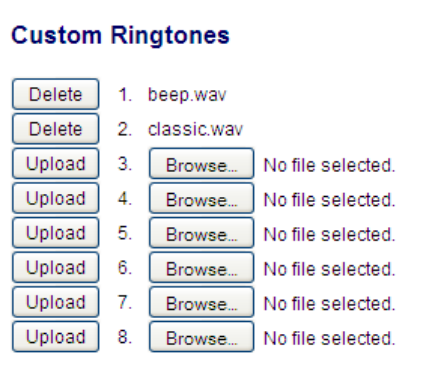 Custom Ringtones
Delete 1. beep.wav
Delete 2. classic.wav
Upload 3. Browse... No file selected.
Upload 4. Browse... No file selected.
Upload 5. Browse... No file selected.
Upload 6. Browse... No file selected.
Upload 7. Browse... No file selected.
Upload 8. Browse... No file selected.